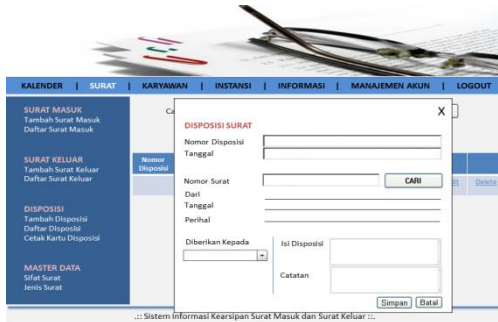 KALENDER | SURAT | KARYAWAN | INSTANSI | INFORMASI | MANAJEMEN AKUN | LOGOUT
SURAT MASUK
Tambah Surat Masuk
Daftar Surat Masuk
SURAT KELUAR
Tambah Surat Keluar
Daftar Surat Keluar
DISPOSISI
Tambah Disposisi
Daftar Disposisi
Cetak Kartu Disposisi
MASTER DATA
Sifat Surat
Jenis Surat
Ca
Nomor
Disposisi
X
DISPOSISI SURAT
Nomor Disposisi
Tanggal
Nomor Surat CARI
Dari
Tanggal
Perihal
Diberikan Kepada
Isi Disposisi
Catatan
Simpan Batal
Delete
.:: Sistem Informasi Kearsipan Surat Masuk dan Surat Keluar ::.